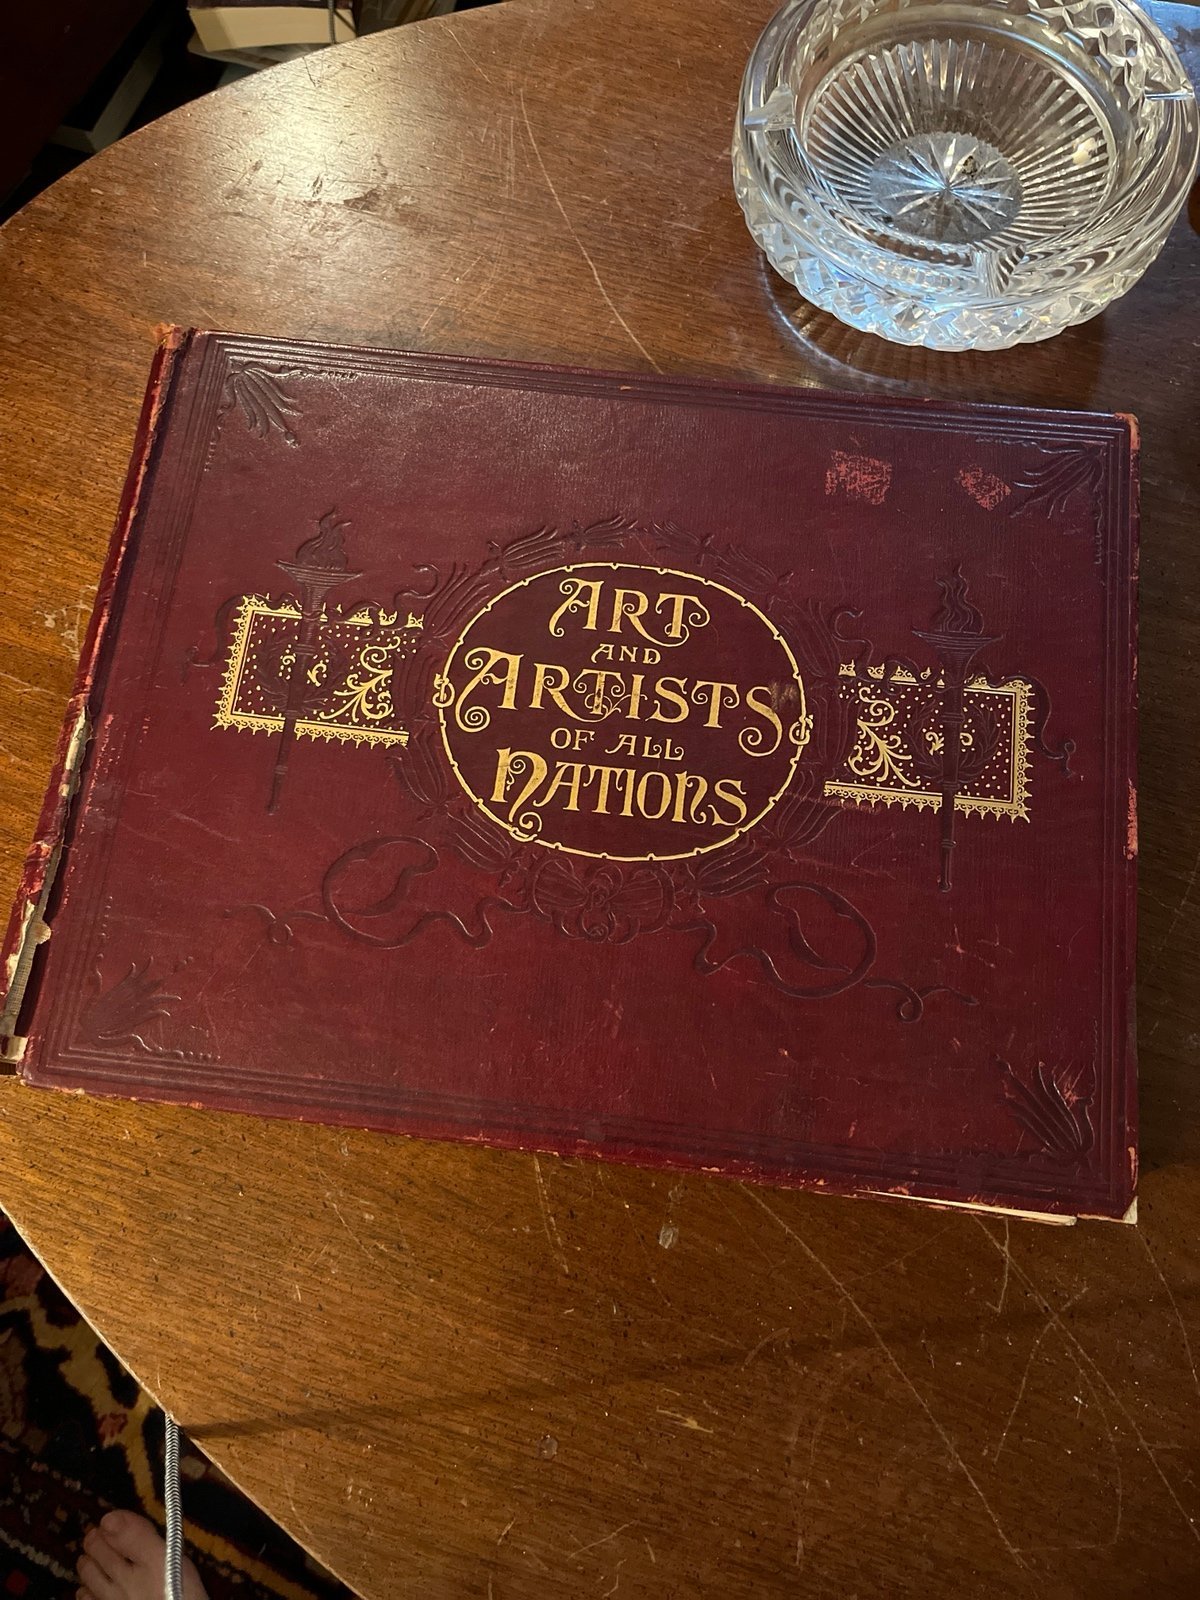 ART
AND
ARTISTS
OF ALL
NATIONS